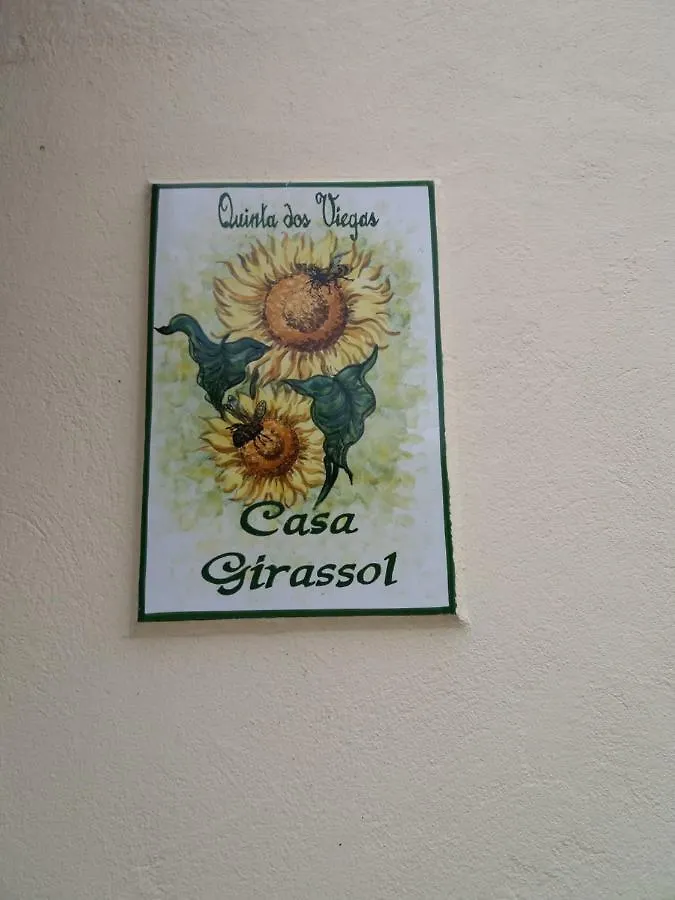 Quinta dos Viegas
Casa
Girassol